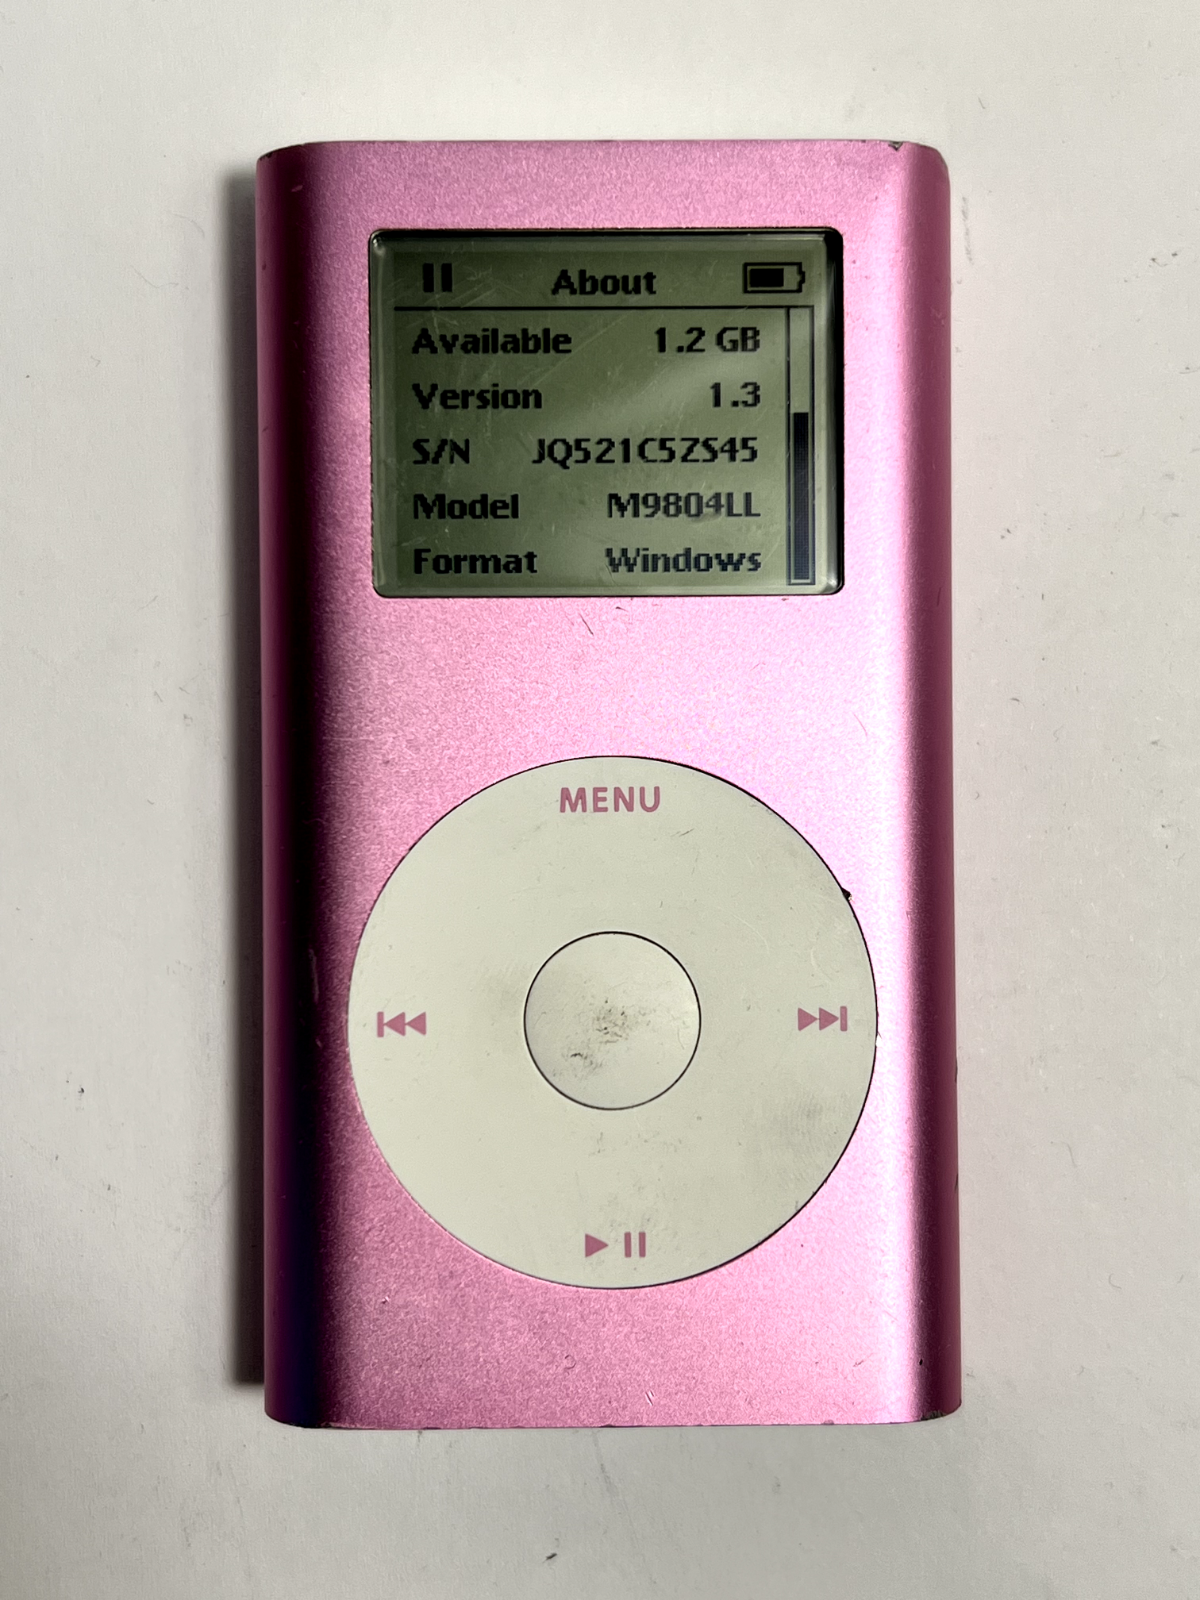 About
Available 1.2 GB
Version 1.3
S/N JQ521C5ZS45
Model M9804LL
Format Windows
MENU